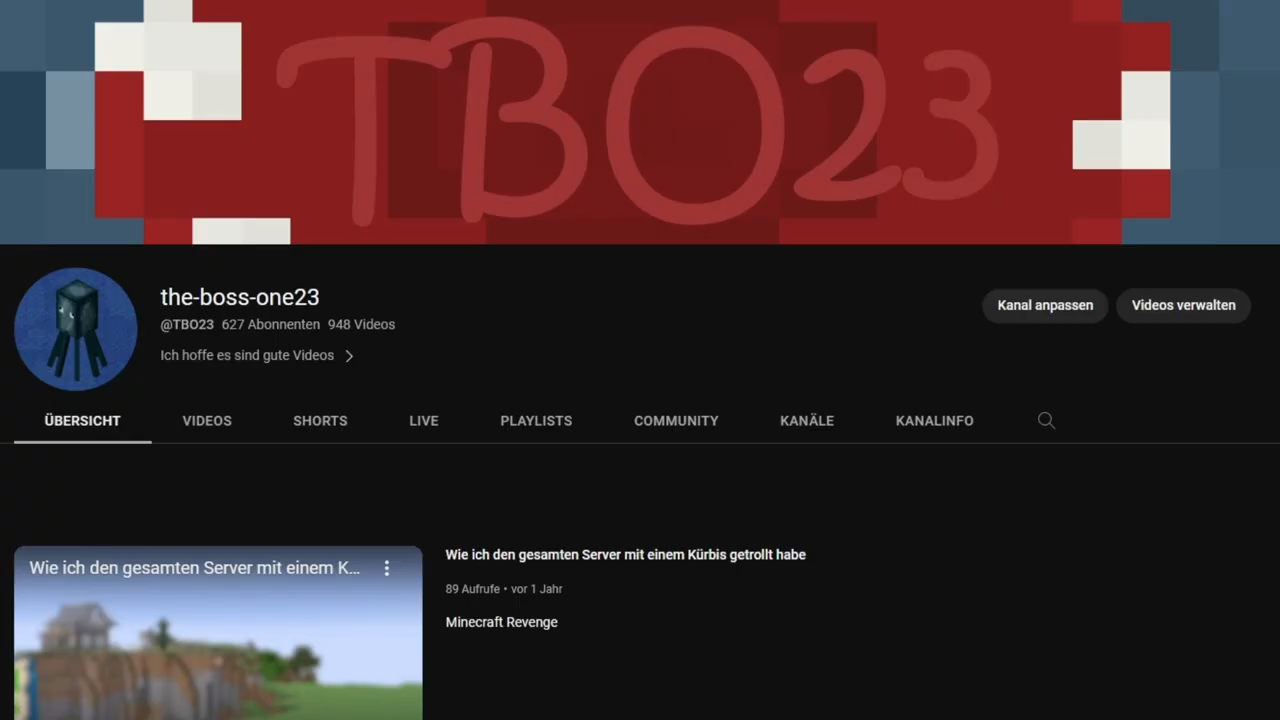 TBO23
the-boss-one23
@TBO23 627 Abonnenten 948 Videos
Ich hoffe es sind gute Videos
Kanal anpassen
Videos verwalten
ÜBERSICHT VIDEOS SHORTS LIVE PLAYLISTS COMMUNITY KANÄLE KANALINFO
Wie ich den gesamten Server mit einem K...
Wie ich den gesamten Server mit einem Kürbis getrollt habe
89 Aufrufe • vor 1 Jahr
Minecraft Revenge